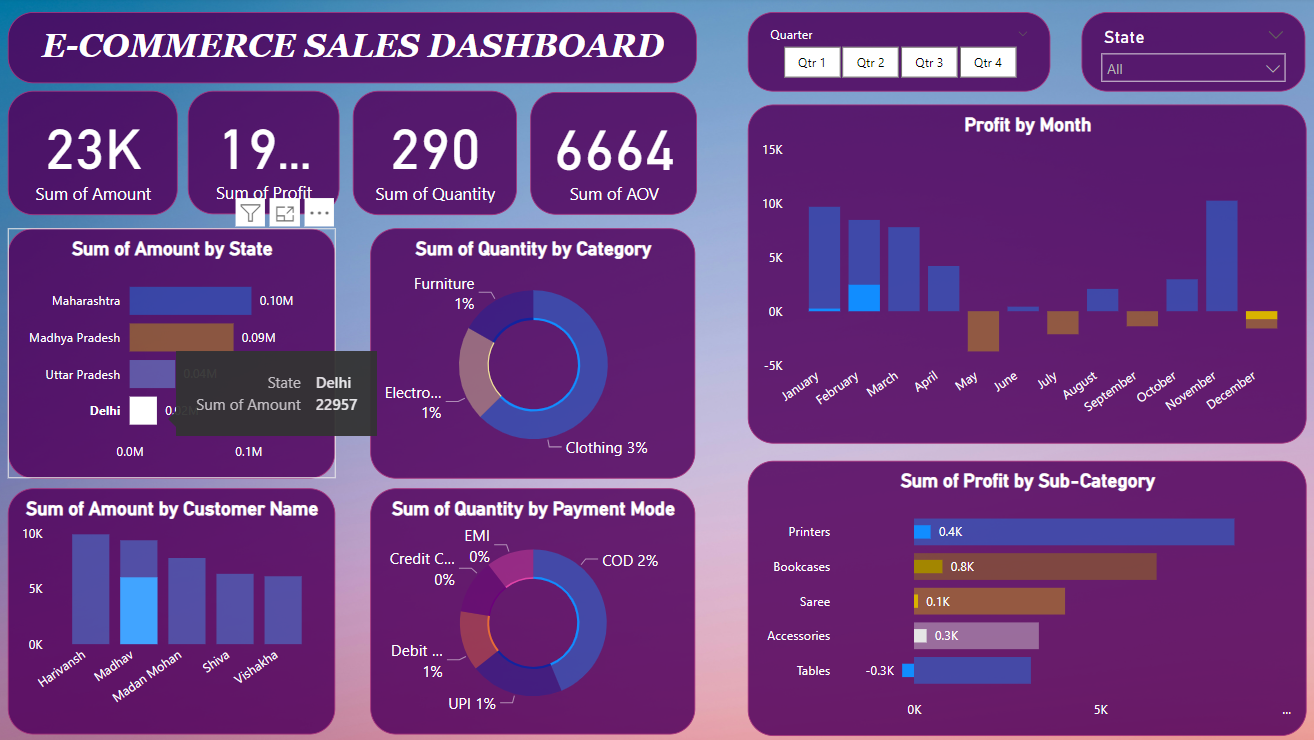 E-COMMERCE SALES DASHBOARD
Quarter
Qtr 1
Qtr 2
Qtr 3
Qtr 4
State
All
23K
Sum of Amount
19...
Sum of Profit
290
Sum of Quantity
6664
Sum of AOV
Sum of Amount by State
Maharashtra
0.10M
Madhya Pradesh
0.09M
Uttar Pradesh
0.04M
Delhi
0.0M
0.1M
State Delhi
Sum of Amount 22957
Sum of Quantity by Category
Furniture
1%
Electro...
1%
Clothing 3%
Profit by Month
15K
10K
5K
0K
-5K
January
February
March
April
May
June
July
August
September
October
November
December
Sum of Amount by Customer Name
10K
5K
0K
Harivansh
Madhav
Madan Mohan
Shiva
Vishakha
Sum of Quantity by Payment Mode
EMI
0%
Credit C...
0%
Debit ...
1%
UPI 1%
COD 2%
Sum of Profit by Sub-Category
Printers
0.4K
Bookcases
0.8K
Saree
0.1K
Accessories
0.3K
Tables
-0.3K
0K
5K
...